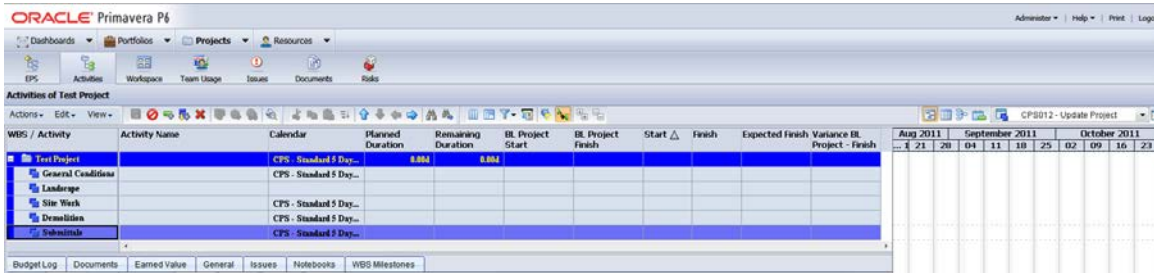 ORACLE Primavera P6
Administer Help Print Logo
Dashboards Portfolios Projects Resources
EPS Activities Workspace Team Usage Issues Documents Risks
Activities of Test Project
Actions Edit View CPS012 - Update Project
WBS / Activity Activity Name Calendar Planned Duration Remaining Duration BL Project Start BL Project Finish Start Finish Expected Finish Variance BL Project - Finish Aug 2011 September 2011 October 2011
... 21 28 04 11 18 25 02 09 16 23
Test Project CPS - Standard 5 Day... 0.00d 0.00d
General Conditions CPS - Standard 5 Day...
Landscape
Site Work CPS - Standard 5 Day...
Demolition CPS - Standard 5 Day...
Submittals CPS - Standard 5 Day...
Budget Log Documents Earned Value General Issues Notebooks WBS Milestones